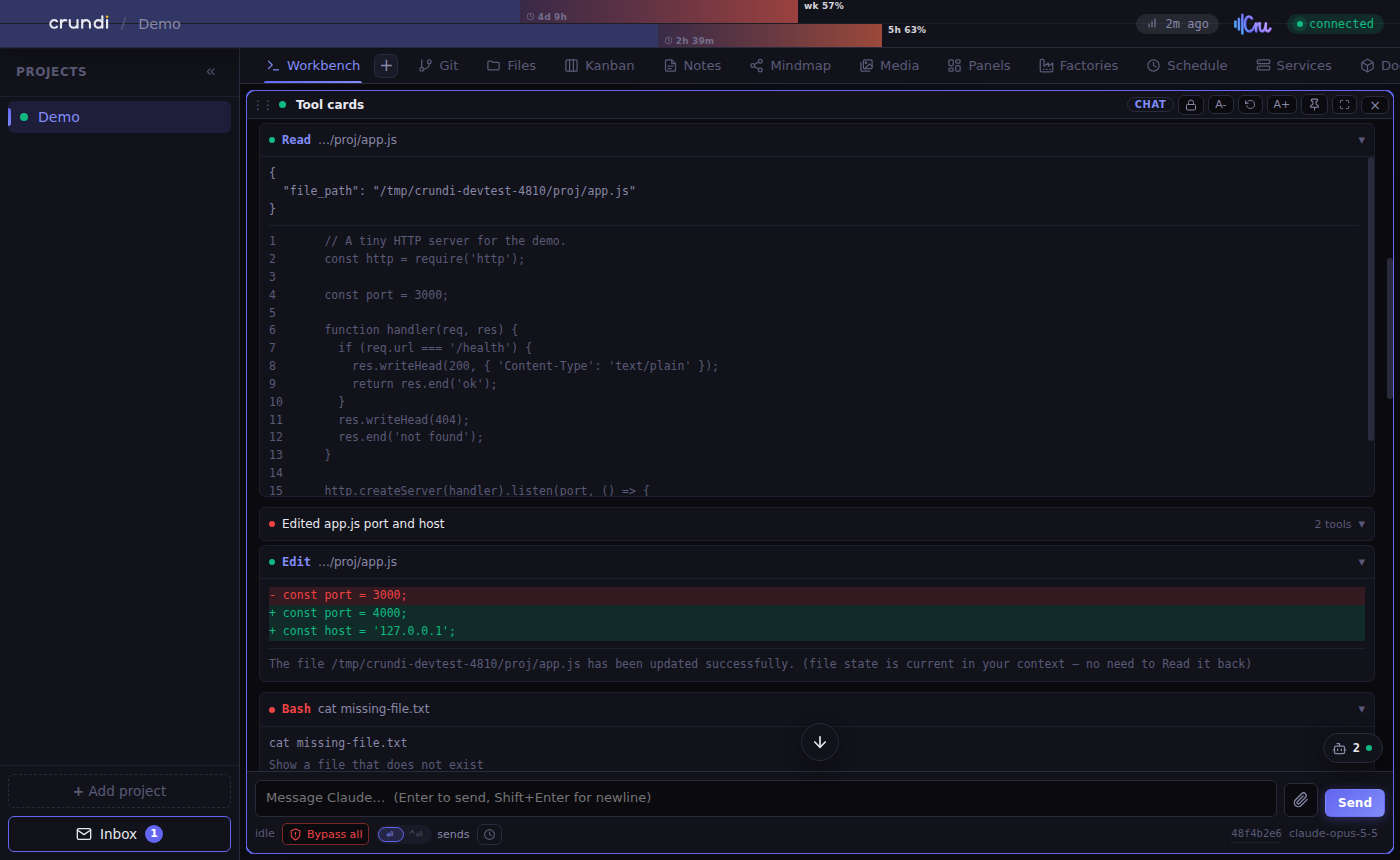 crundi / Demo
4d 9h
wk 57%
2h 39m
5h 63%
2m ago
connected
PROJECTS
«
Demo
Workbench
+
Git
Files
Kanban
Notes
Mindmap
Media
Panels
Factories
Schedule
Services
Do
Tool cards
CHAT
A-
A+
Read …/proj/app.js
{
"file_path": "/tmp/crundi-devtest-4810/proj/app.js"
}
1 // A tiny HTTP server for the demo.
2 const http = require('http');
3
4 const port = 3000;
5
6 function handler(req, res) {
7 if (req.url === '/health') {
8 res.writeHead(200, { 'Content-Type': 'text/plain' });
9 return res.end('ok');
10 }
11 res.writeHead(404);
12 res.end('not found');
13 }
14
15 http.createServer(handler).listen(port, () => {
Edited app.js port and host
2 tools
Edit …/proj/app.js
- const port = 3000;
+ const port = 4000;
+ const host = '127.0.0.1';
The file /tmp/crundi-devtest-4810/proj/app.js has been updated successfully. (file state is current in your context — no need to Read it back)
Bash cat missing-file.txt
cat missing-file.txt
Show a file that does not exist
2
Message Claude… (Enter to send, Shift+Enter for newline)
Send
+ Add project
Inbox 1
idle
Bypass all
⏎
^⏎
sends
48f4b2e6
claude-opus-5-5